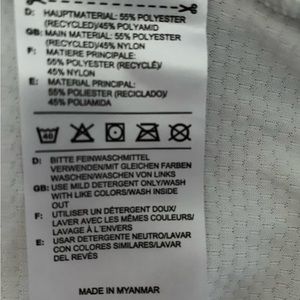 D: HAUPTMATERIAL: 55% POLYESTER
(RECYCLED)/45% POLYAMID
GB: MAIN MATERIAL: 55% POLYESTER
(RECYCLED)/45% NYLON
F: MATIÈRE PRINCIPALE:
55% POLYESTER (RECYCLÉ)/
45% NYLON
E: MATERIAL PRINCIPAL:
55% POLIESTER (RECICLADO)/
45% POLIAMIDA
40
D: BITTE FEINWASCHMITTEL
VERWENDEN/MIT GLEICHEN FARBEN
WASCHEN/WASCHEN VON LINKS
GB: USE MILD DETERGENT ONLY/WASH
WITH LIKE COLORS/WASH INSIDE
OUT
F: UTILISER UN DÉTERGENT DOUX/
LAVER AVEC LES MÊMES COULEURS/
LAVAGE À L'ENVERS
E: USAR DETERGENTE NEUTRO/LAVAR
CON COLORES SIMILARES/LAVAR
DEL REVÉS
MADE IN MYANMAR